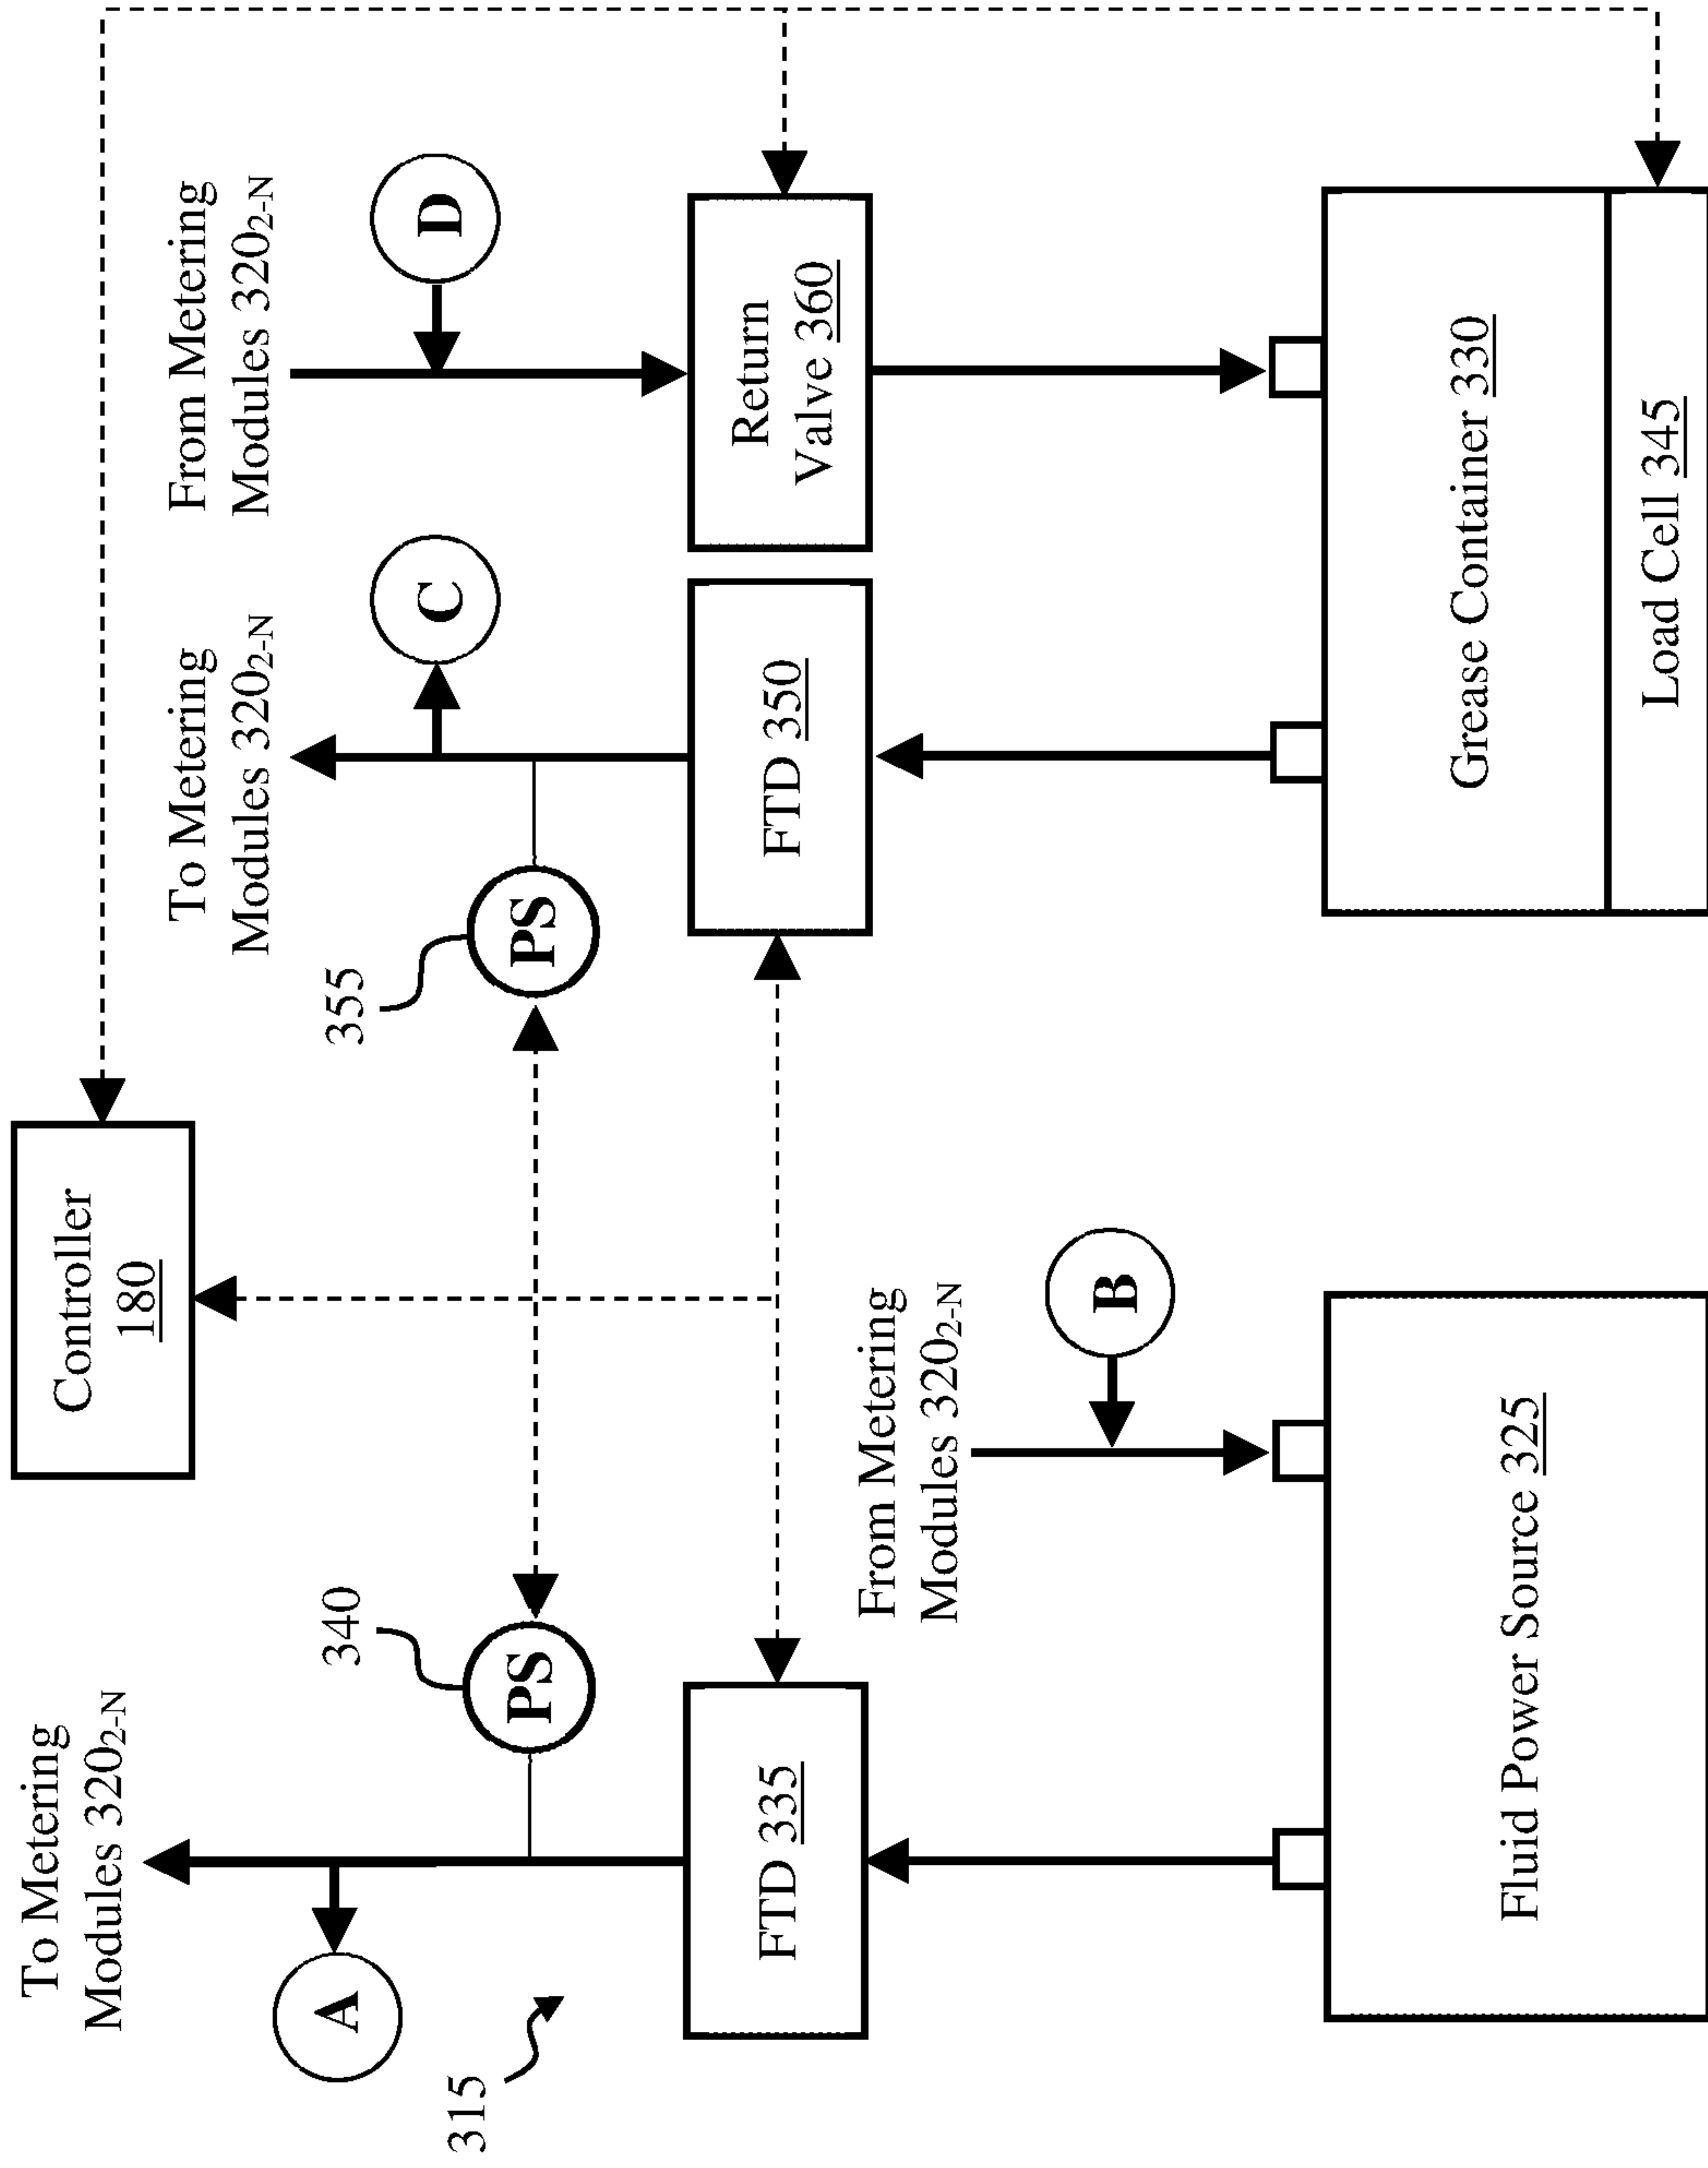 Controller
180
To Metering
Modules 320₂₋N
A
315
340
PS
FTD 335
From Metering
Modules 320₂₋N
B
Fluid Power Source 325
To Metering
Modules 320₂₋N
C
355
PS
FTD 350
From Metering
Modules 320₂₋N
D
Return
Valve 360
Grease Container 330
Load Cell 345